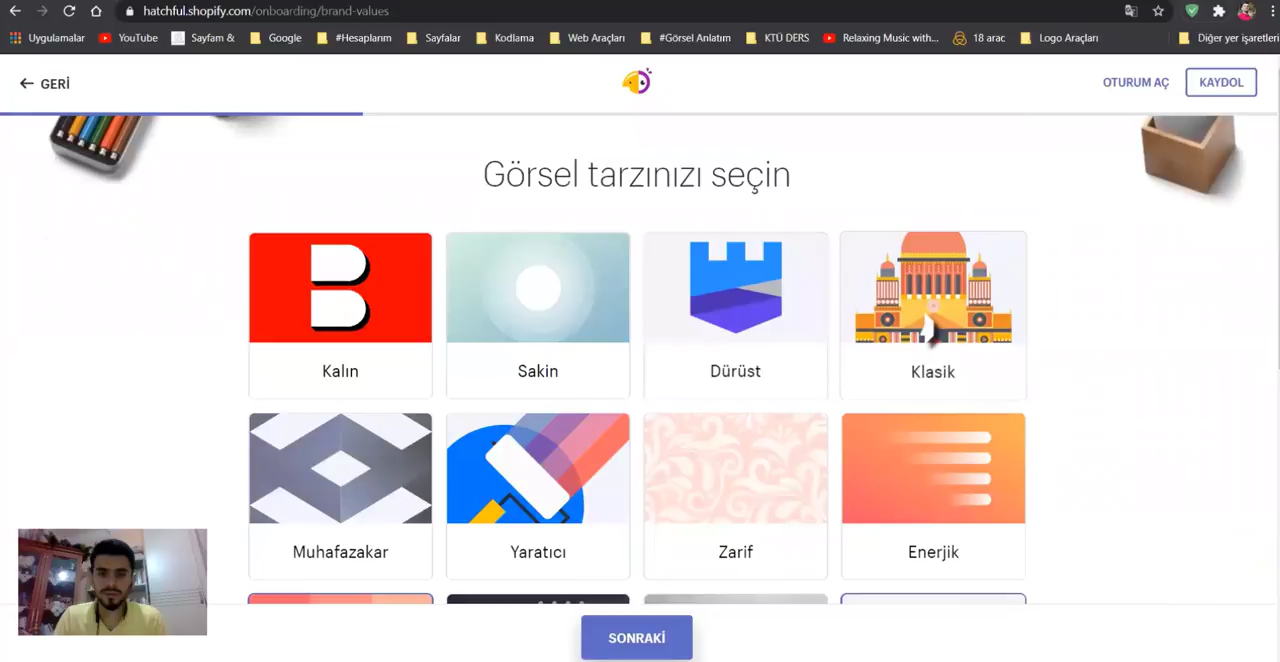 hatchful.shopify.com/onboarding/brand-values
Uygulamalar YouTube Sayfam & Google #Hesaplarım Sayfalar Kodlama Web Araçları #Görsel Anlatım KTÜ DERS Relaxing Music with... 18 arac Logo Araçları Diğer yer işaretleri
GERİ
OTURUM AÇ KAYDOL
Görsel tarzınızı seçin
Kalın Sakin Dürüst Klasik
Muhafazakar Yaratıcı Zarif Enerjik
SONRAKİ